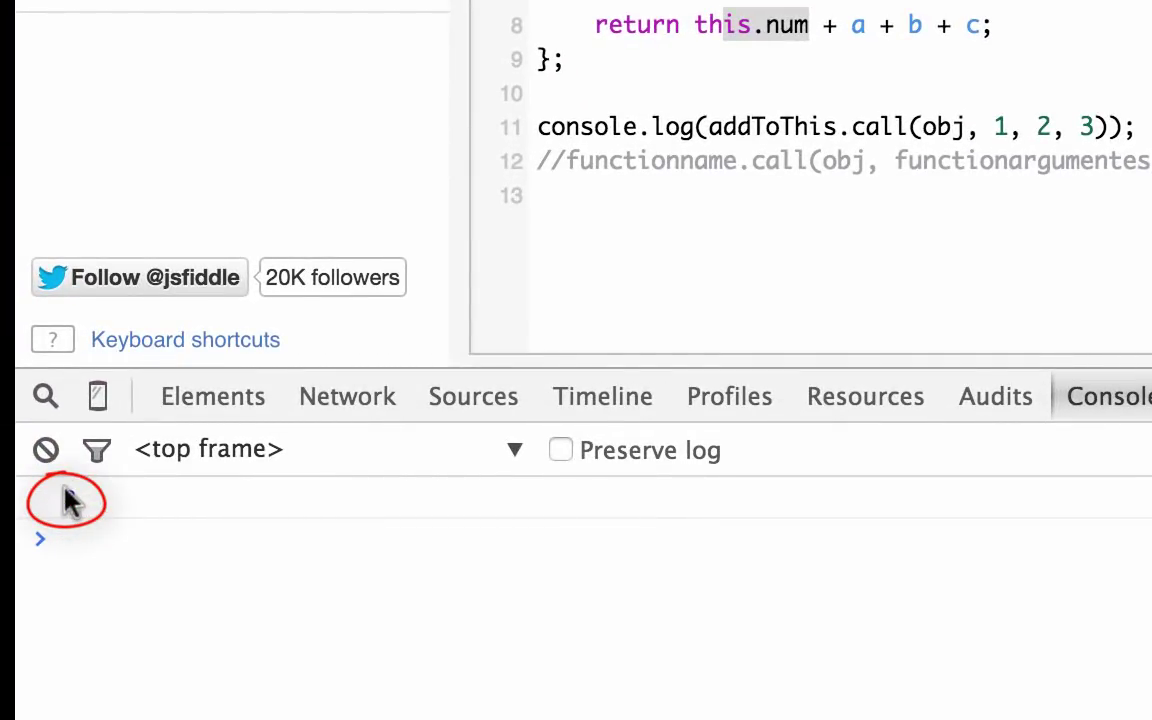 8 return this.num + a + b + c;
9 };
10
11 console.log(addToThis.call(obj, 1, 2, 3));
12 //functionname.call(obj, functionargumentes
13
Follow @jsfiddle 20K followers
? Keyboard shortcuts
Elements Network Sources Timeline Profiles Resources Audits Console
<top frame> ▼ Preserve log
>